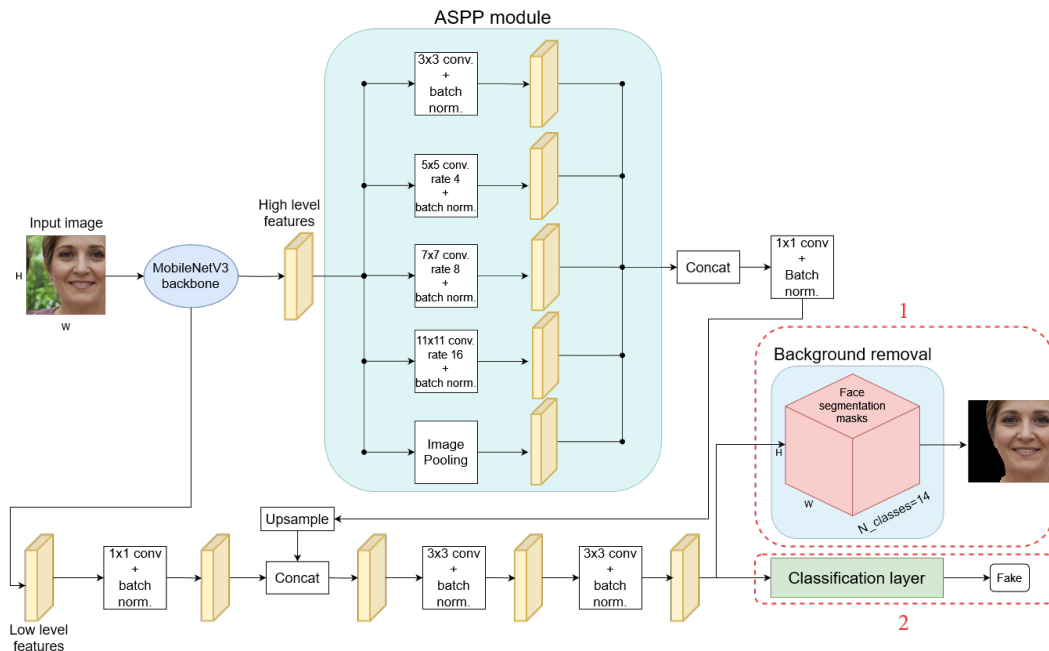 ASPP module
3x3 conv.
+
batch
norm.
5x5 conv.
rate 4
+
batch norm.
High level
features
Input image
H
W
MobileNetV3
backbone
7x7 conv.
rate 8
+
batch norm.
Concat
1x1 conv
+
Batch
norm.
11x11 conv.
rate 16
+
batch norm.
Image
Pooling
1
Background removal
Face
segmentation
masks
H
W
N_classes=14
Upsample
1x1 conv
+
batch
norm.
Concat
3x3 conv
+
batch
norm.
3x3 conv
+
batch
norm.
Classification layer
Fake
2
Low level
features